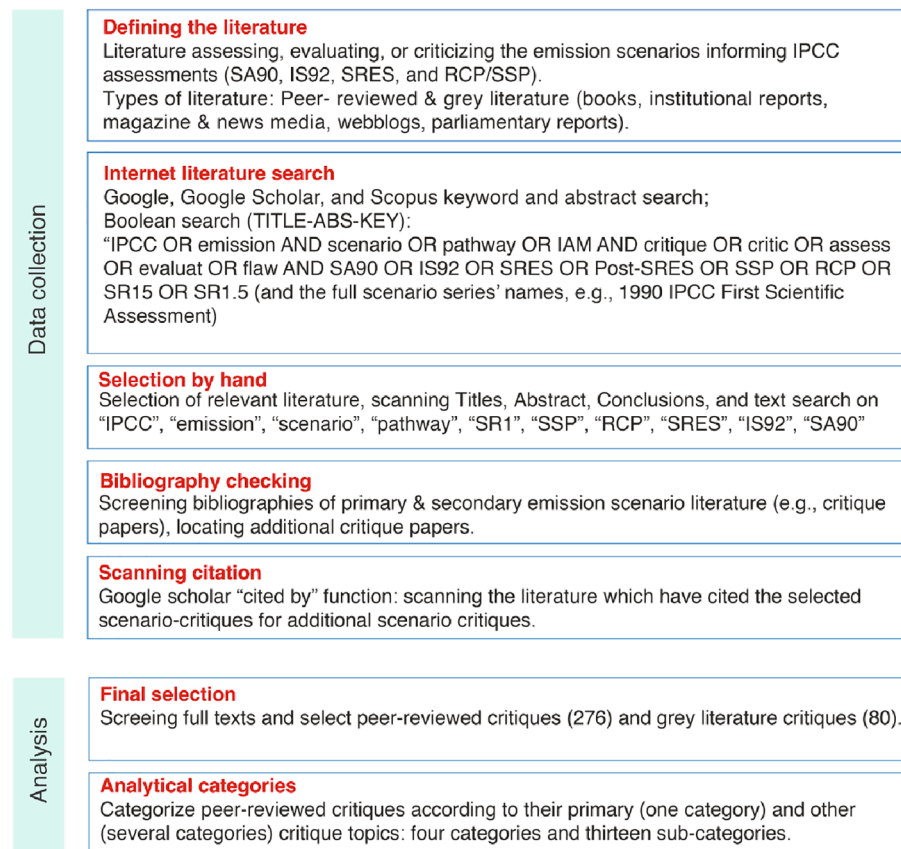 Data collection
Defining the literature
Literature assessing, evaluating, or criticizing the emission scenarios informing IPCC
assessments (SA90, IS92, SRES, and RCP/SSP).
Types of literature: Peer- reviewed & grey literature (books, institutional reports,
magazine & news media, webblogs, parliamentary reports).
Internet literature search
Google, Google Scholar, and Scopus keyword and abstract search;
Boolean search (TITLE-ABS-KEY):
“IPCC OR emission AND scenario OR pathway OR IAM AND critique OR critic OR assess
OR evaluat OR flaw AND SA90 OR IS92 OR SRES OR Post-SRES OR SSP OR RCP OR
SR15 OR SR1.5 (and the full scenario series’ names, e.g., 1990 IPCC First Scientific
Assessment)
Selection by hand
Selection of relevant literature, scanning Titles, Abstract, Conclusions, and text search on
“IPCC”, “emission”, “scenario”, “pathway”, “SR1”, “SSP”, “RCP”, “SRES”, “IS92”, “SA90”
Bibliography checking
Screening bibliographies of primary & secondary emission scenario literature (e.g., critique
papers), locating additional critique papers.
Scanning citation
Google scholar “cited by” function: scanning the literature which have cited the selected
scenario-critiques for additional scenario critiques.
Analysis
Final selection
Screeing full texts and select peer-reviewed critiques (276) and grey literature critiques (80).
Analytical categories
Categorize peer-reviewed critiques according to their primary (one category) and other
(several categories) critique topics: four categories and thirteen sub-categories.